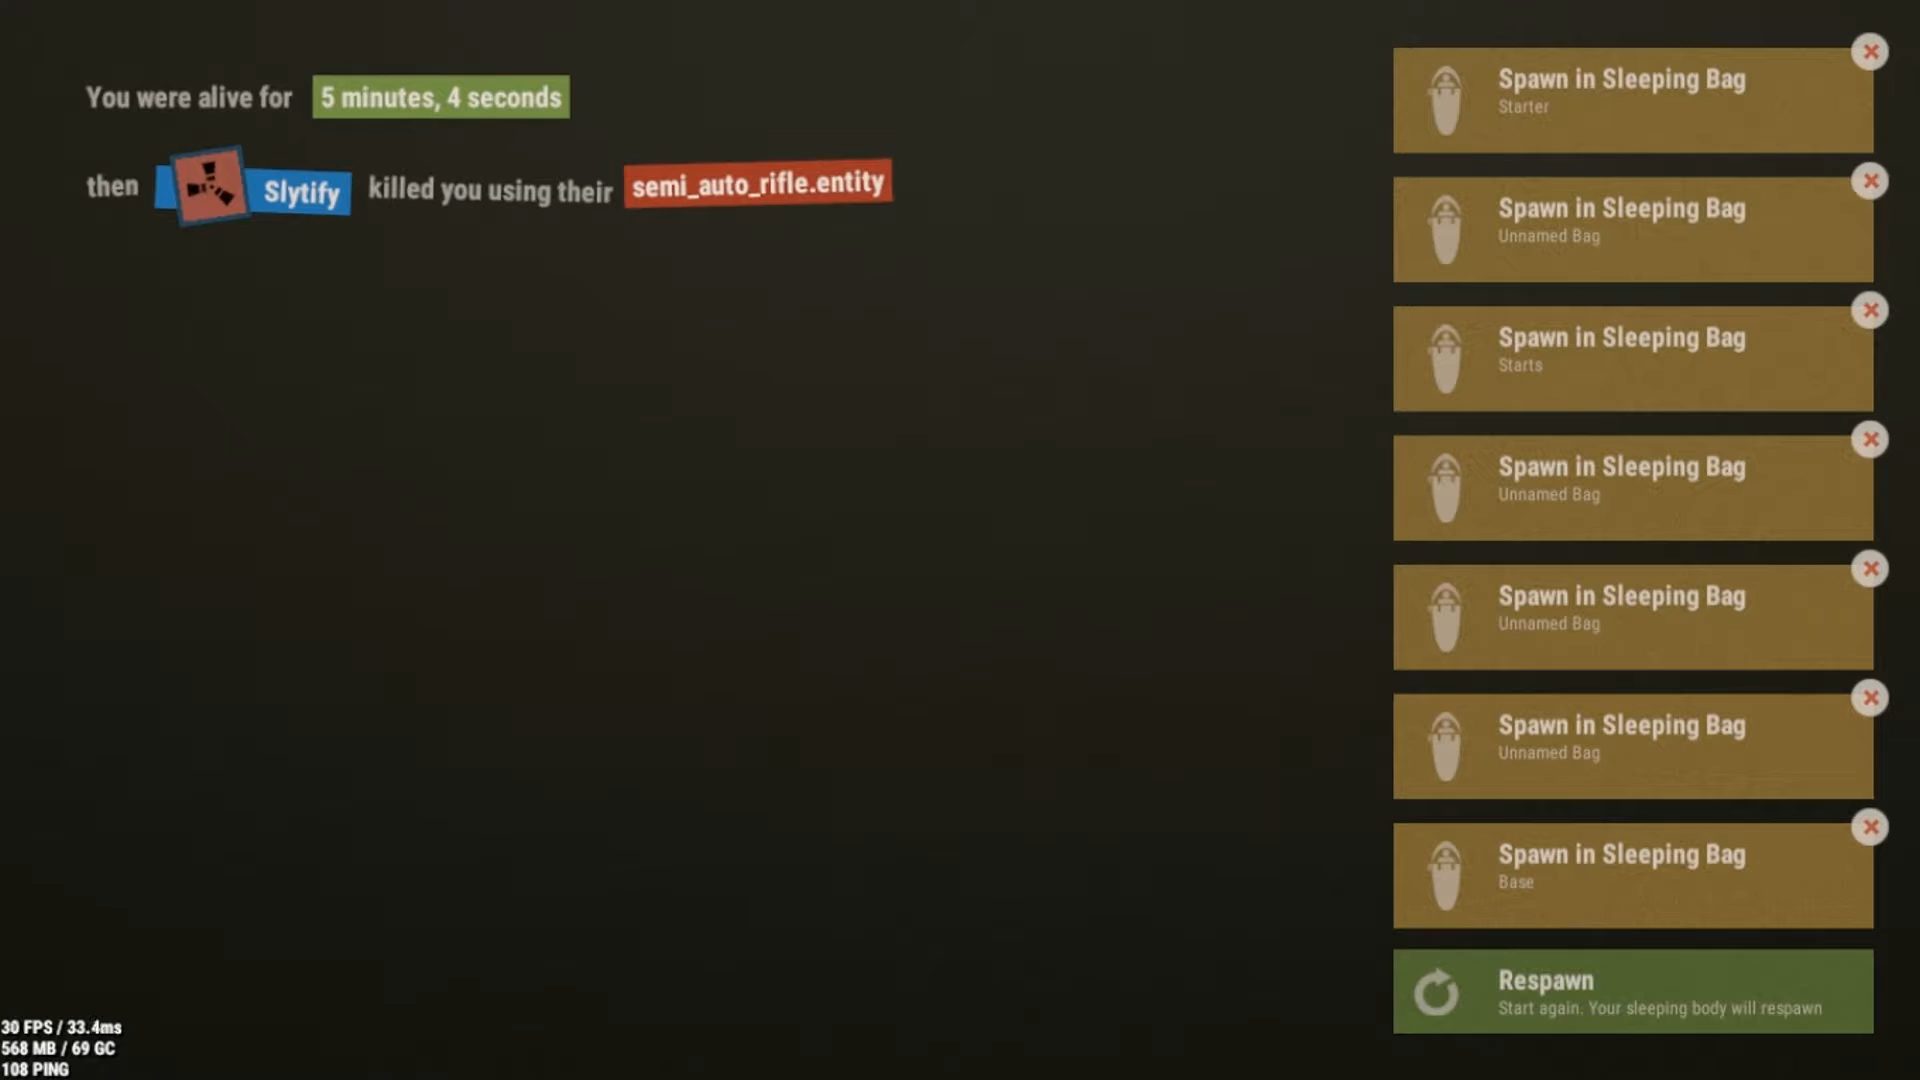 You were alive for 5 minutes, 4 seconds
then Slytify killed you using their semi_auto_rifle.entity
Spawn in Sleeping Bag
Starter
Spawn in Sleeping Bag
Unnamed Bag
Spawn in Sleeping Bag
Starts
Spawn in Sleeping Bag
Unnamed Bag
Spawn in Sleeping Bag
Unnamed Bag
Spawn in Sleeping Bag
Unnamed Bag
Spawn in Sleeping Bag
Base
Respawn
Start again. Your sleeping body will respawn
30 FPS / 33.4ms
568 MB / 69 GC
108 PING